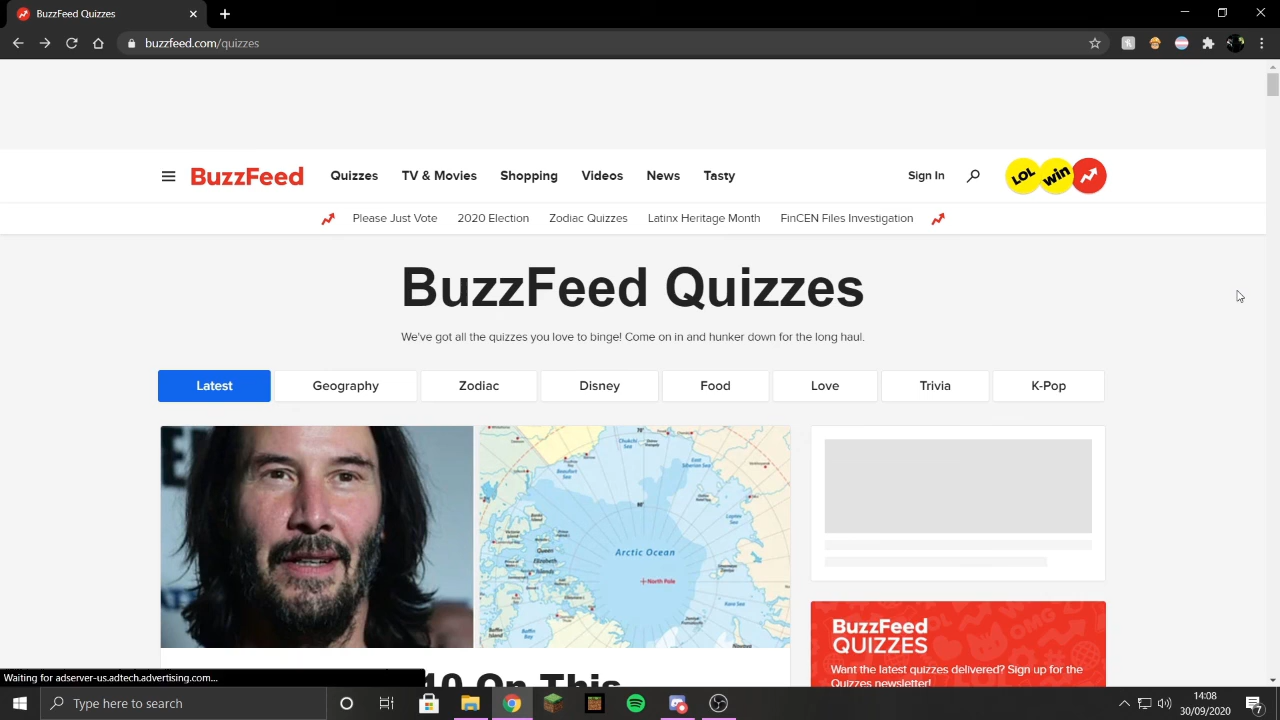 BuzzFeed Quizzes
buzzfeed.com/quizzes
BuzzFeed Quizzes TV & Movies Shopping Videos News Tasty Sign In LOL win
Please Just Vote 2020 Election Zodiac Quizzes Latinx Heritage Month FinCEN Files Investigation
BuzzFeed Quizzes
We've got all the quizzes you love to binge! Come on in and hunker down for the long haul.
Latest Geography Zodiac Disney Food Love Trivia K-Pop
Arctic Ocean
North Pole
10 On This
BuzzFeed
QUIZZES
Want the latest quizzes delivered? Sign up for the
Quizzes newsletter!
Waiting for adserver-us.adtech.advertising.com...
Type here to search
14:08
30/09/2020
7